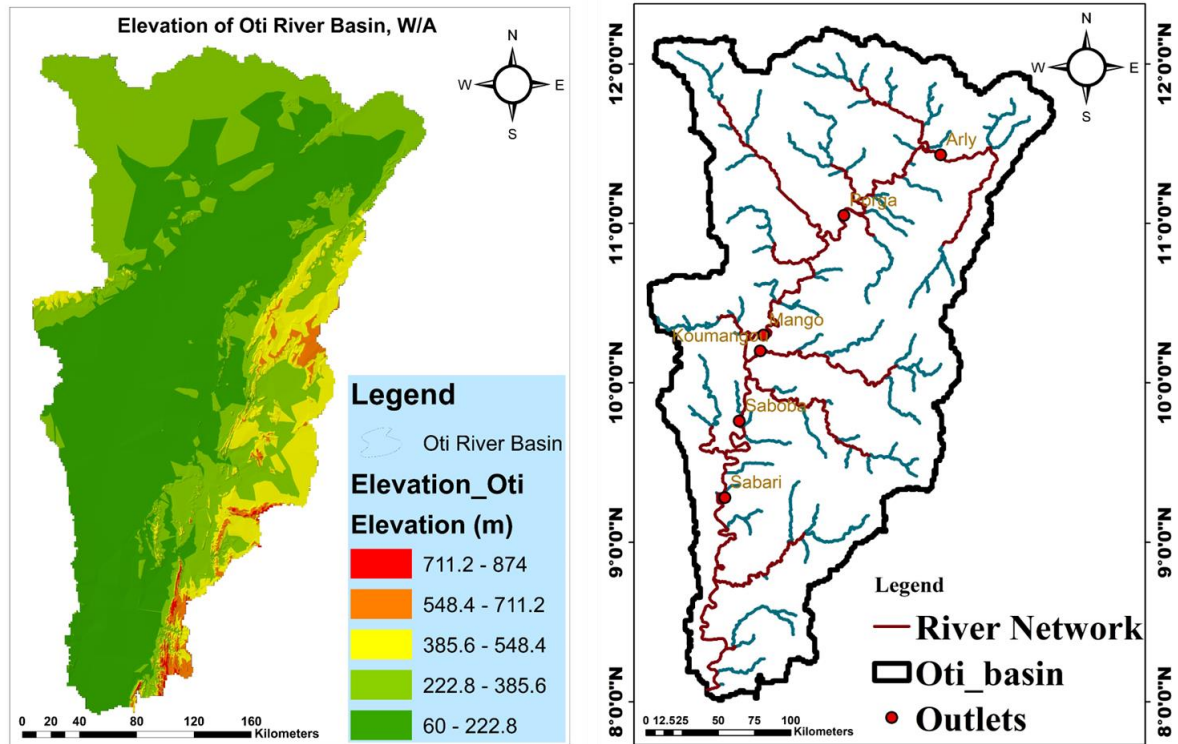 Elevation of Oti River Basin, W/A
N
W E
S
Legend
Oti River Basin
Elevation_Oti
Elevation (m)
711.2 - 874
548.4 - 711.2
385.6 - 548.4
222.8 - 385.6
60 - 222.8
0 20 40 80 120 160
Kilometers
N
W E
S
12°0'0"N 12°0'0"N
11°0'0"N 11°0'0"N
10°0'0"N 10°0'0"N
9°0'0"N 9°0'0"N
8°0'0"N 8°0'0"N
Arly
Porga
Mango
Koumangou
Saboba
Sabari
Legend
River Network
Oti_basin
Outlets
0 12.525 50 75 100
Kilometers